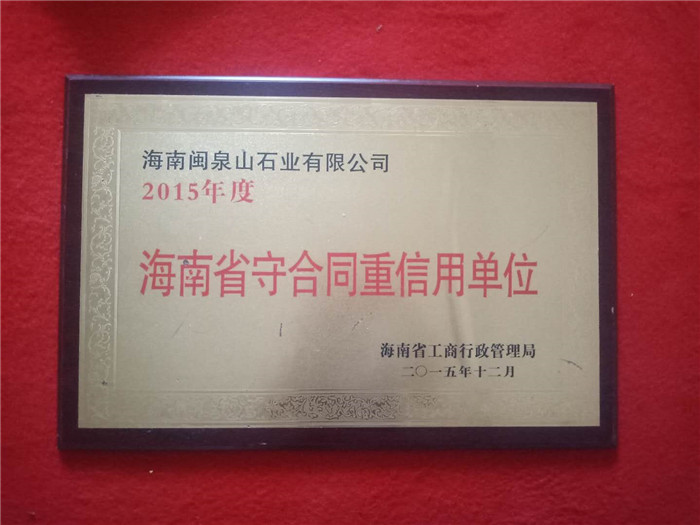 海南闽泉山石业有限公司
2015年度
海南省守合同重信用单位
海南省工商行政管理局
二〇一五年十二月